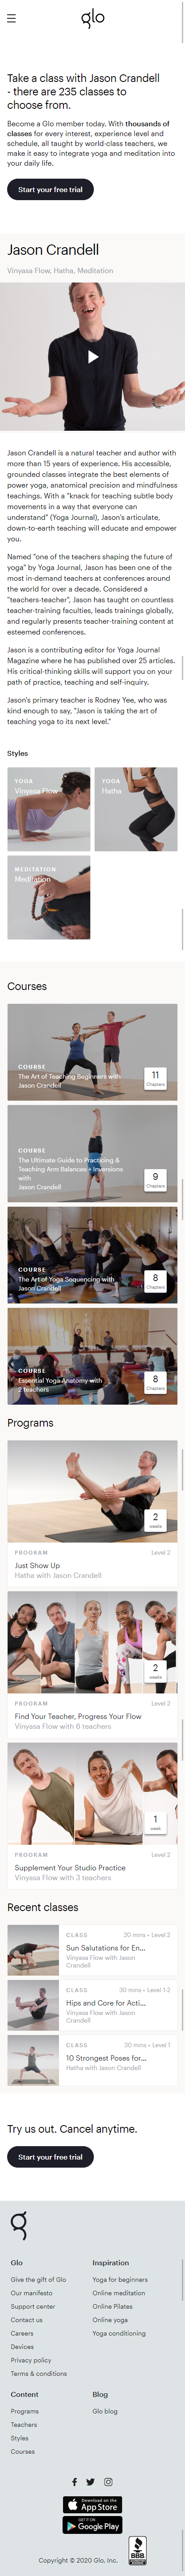 glo
Take a class with Jason Crandell
- there are 235 classes to
choose from.
Become a Glo member today. With thousands of
classes for every interest, experience level and
schedule, all taught by world-class teachers, we
make it easy to integrate yoga and meditation into
your daily life.
Start your free trial
Jason Crandell
Vinyasa Flow, Hatha, Meditation
Jason Crandell is a natural teacher and author with
more than 15 years of experience. His accessible,
grounded classes integrate the best elements of
power yoga, anatomical precision and mindfulness
teachings. With a "knack for teaching subtle body
movements in a way that everyone can
understand" (Yoga Journal), Jason's articulate,
down-to-earth teaching will educate and empower
you.
Named "one of the teachers shaping the future of
yoga" by Yoga Journal, Jason has been one of the
most in-demand teachers at conferences around
the world for over a decade. Considered a
"teachers-teacher", Jason has taught on countless
teacher-training faculties, leads trainings globally,
and regularly presents teacher-training content at
esteemed conferences.
Jason is a contributing editor for Yoga Journal
Magazine where he has published over 25 articles.
His critical-thinking skills will support you on your
path of practice, teaching and self-inquiry.
Jason's primary teacher is Rodney Yee, who was
kind enough to say, "Jason is taking the art of
teaching yoga to its next level."
Styles
YOGA
Vinyasa Flow
YOGA
Hatha
MEDITATION
Meditation
Courses
COURSE
The Art of Teaching Beginners with
Jason Crandell
11
Chapters
COURSE
The Ultimate Guide to Practicing &
Teaching Arm Balances + Inversions
with
Jason Crandell
9
Chapters
COURSE
The Art of Yoga Sequencing with
Jason Crandell
8
Chapters
COURSE
Essential Yoga Anatomy with
2 teachers
8
Chapters
Programs
2
weeks
PROGRAM
Level 2
Just Show Up
Hatha with Jason Crandell
2
weeks
PROGRAM
Level 2
Find Your Teacher, Progress Your Flow
Vinyasa Flow with 6 teachers
1
week
PROGRAM
Level 2
Supplement Your Studio Practice
Vinyasa Flow with 3 teachers
Recent classes
CLASS
30 mins • Level 2
Sun Salutations for En...
Vinyasa Flow with Jason
Crandell
CLASS
30 mins • Level 1-2
Hips and Core for Acti...
Vinyasa Flow with Jason
Crandell
CLASS
30 mins • Level 1
10 Strongest Poses for...
Hatha with Jason Crandell
Try us out. Cancel anytime.
Start your free trial
Glo
Give the gift of Glo
Our manifesto
Support center
Contact us
Careers
Devices
Privacy policy
Terms & conditions
Inspiration
Yoga for beginners
Online meditation
Online Pilates
Online yoga
Yoga conditioning
Content
Programs
Teachers
Styles
Courses
Blog
Glo blog
Download on the
App Store
GET IT ON
Google Play
Copyright © 2020 Glo, Inc.
BBB